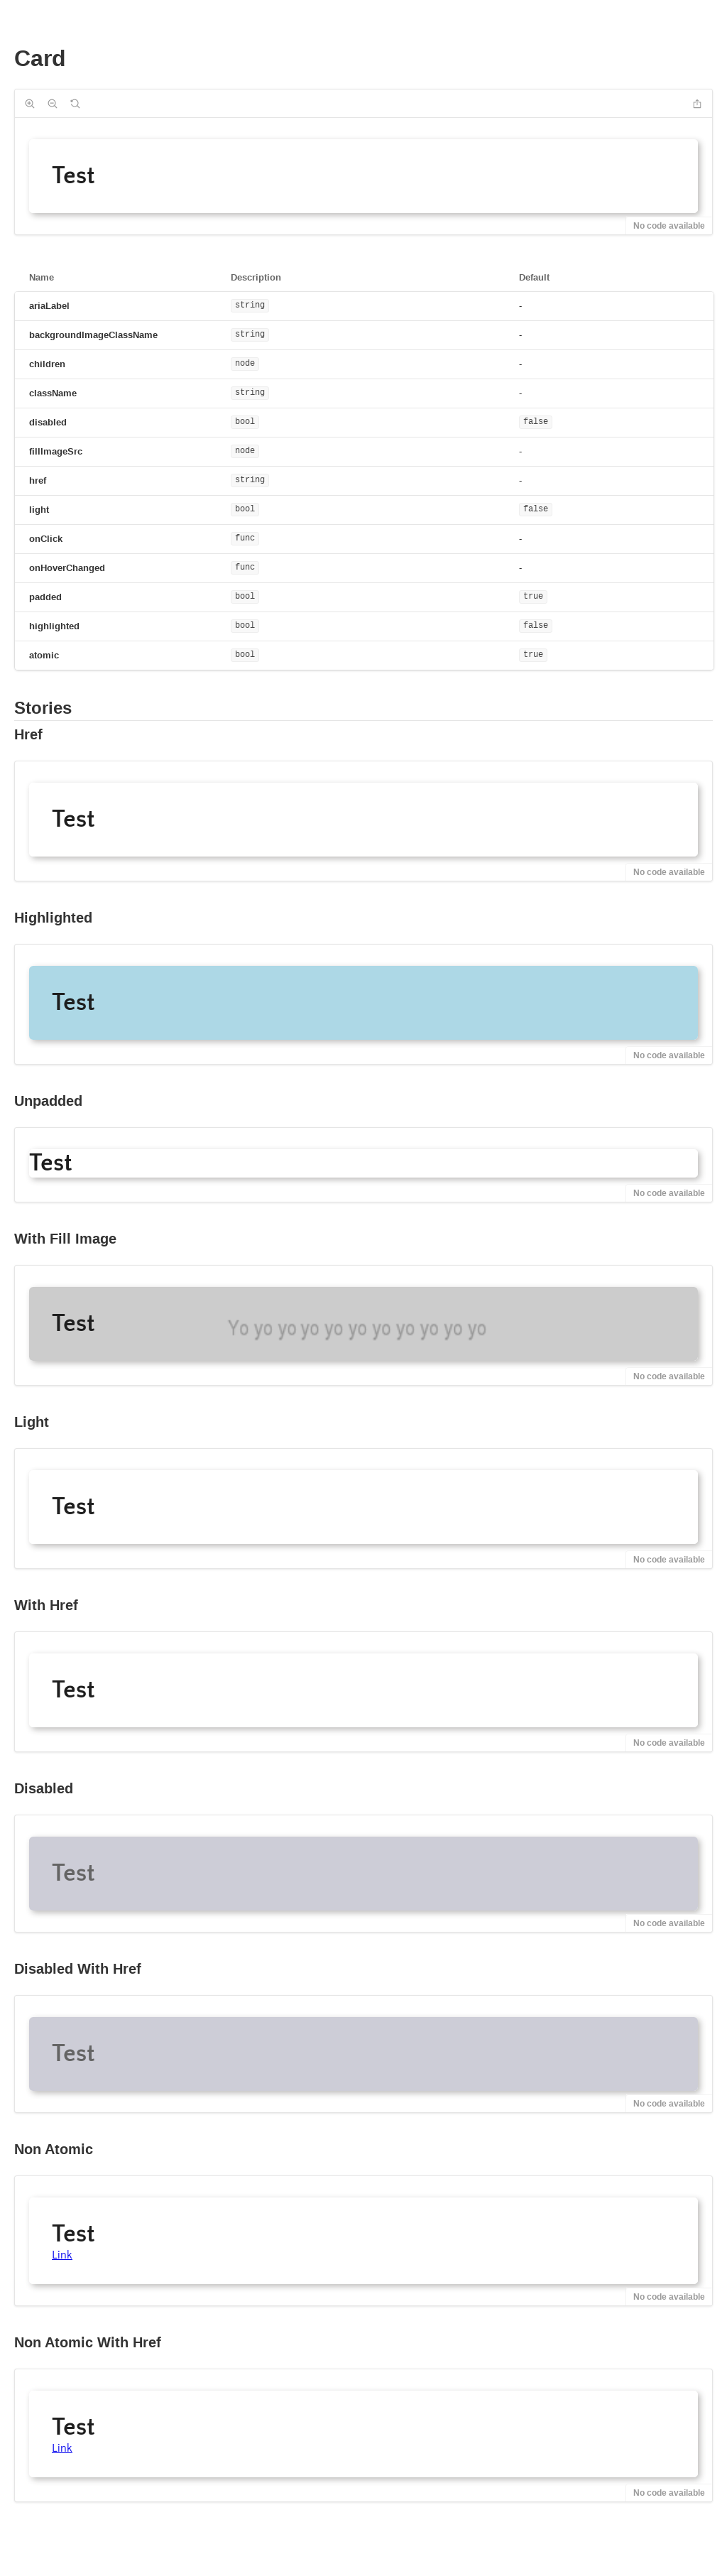 Card
Test
No code available
Name Description Default
ariaLabel string -
backgroundImageClassName string -
children node -
className string -
disabled bool false
fillImageSrc node -
href string -
light bool false
onClick func -
onHoverChanged func -
padded bool true
highlighted bool false
atomic bool true
Stories
Href
Test
No code available
Highlighted
Test
No code available
Unpadded
Test
No code available
With Fill Image
Test Yo yo yo yo yo yo yo yo yo yo yo
No code available
Light
Test
No code available
With Href
Test
No code available
Disabled
Test
No code available
Disabled With Href
Test
No code available
Non Atomic
Test
Link
No code available
Non Atomic With Href
Test
Link
No code available